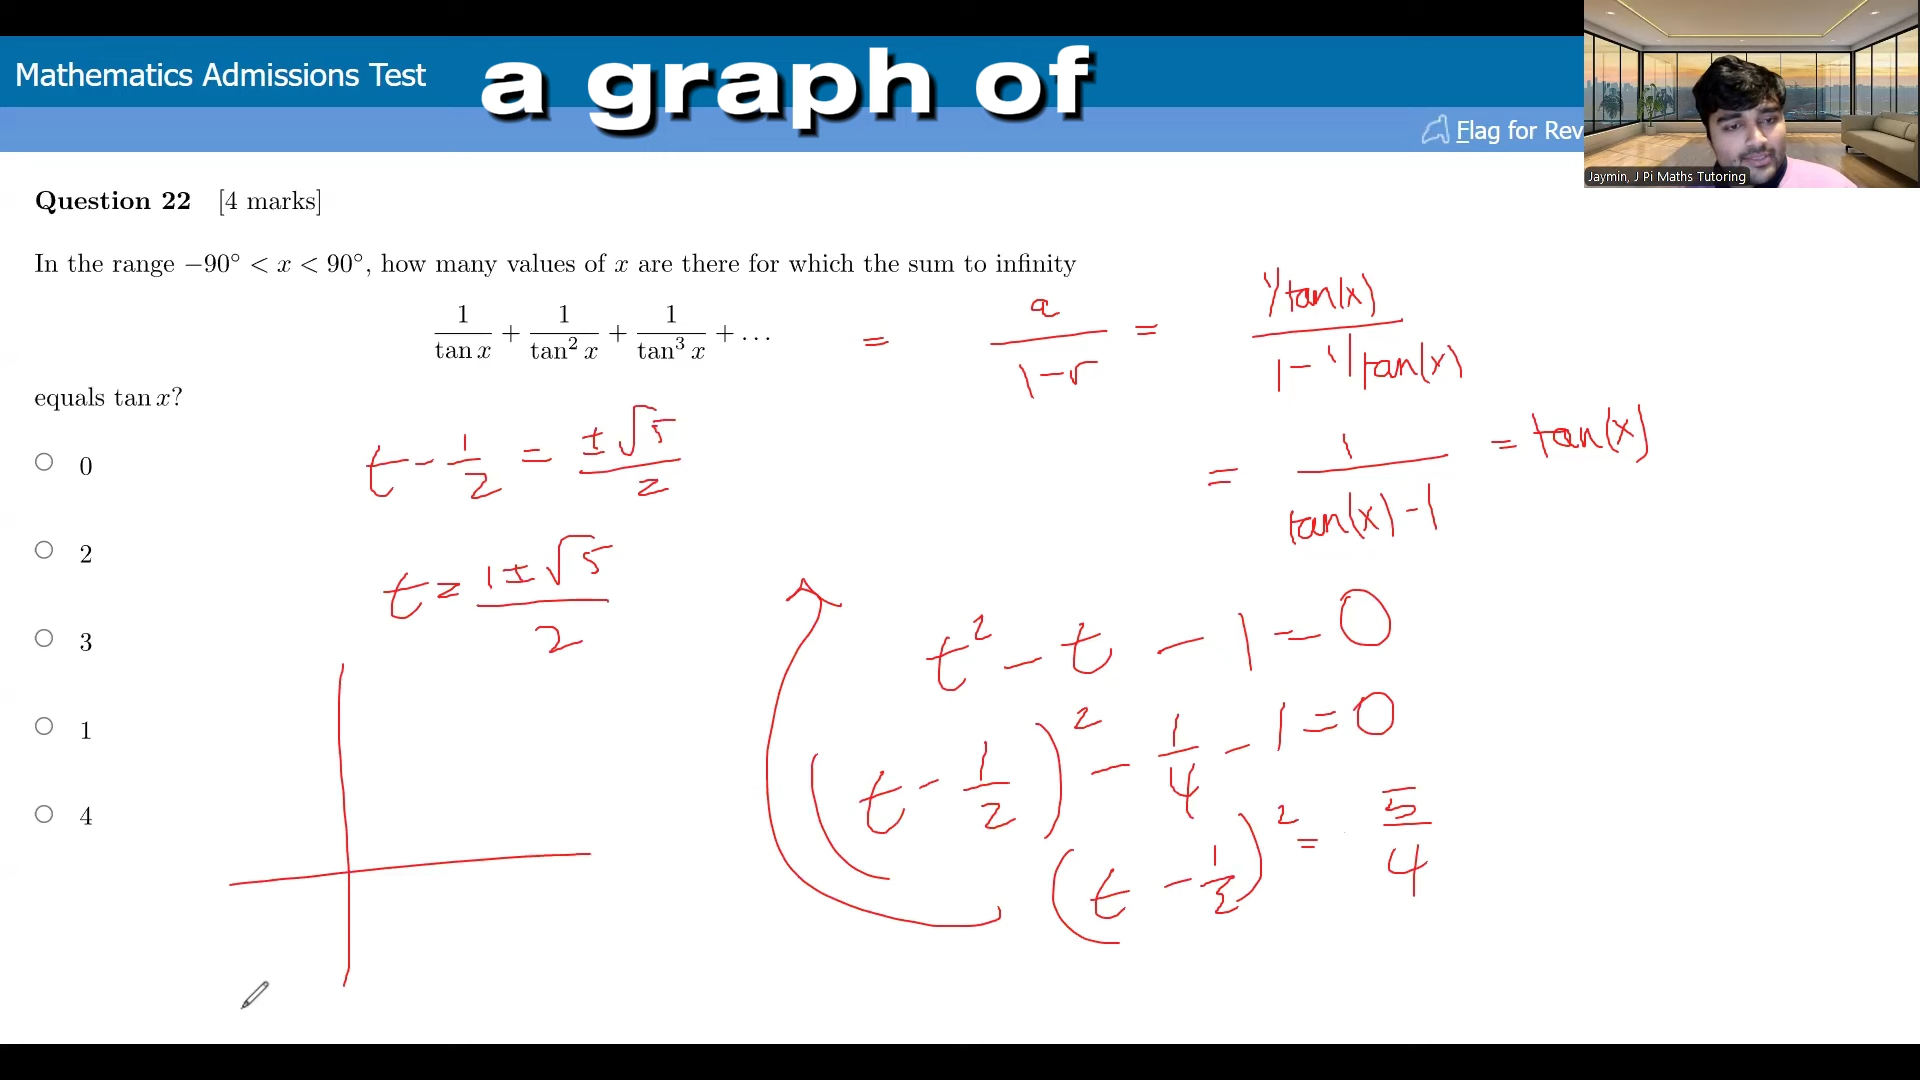 Mathematics Admissions Test
a graph of
Flag for Rev
Jaymin, J Pi Maths Tutoring
Question 22 [4 marks]
In the range −90° < x < 90°, how many values of x are there for which the sum to infinity
1/tan x + 1/tan² x + 1/tan³ x + ...
= a/(1-r) = (1/tan(x))/(1 - 1/tan(x))
equals tan x?
= 1/(tan(x)-1) = tan(x)
t - 1/2 = ±√5/2
t = (1±√5)/2
t² - t - 1 = 0
(t - 1/2)² - 1/4 - 1 = 0
(t - 1/2)² = 5/4
0
2
3
1
4